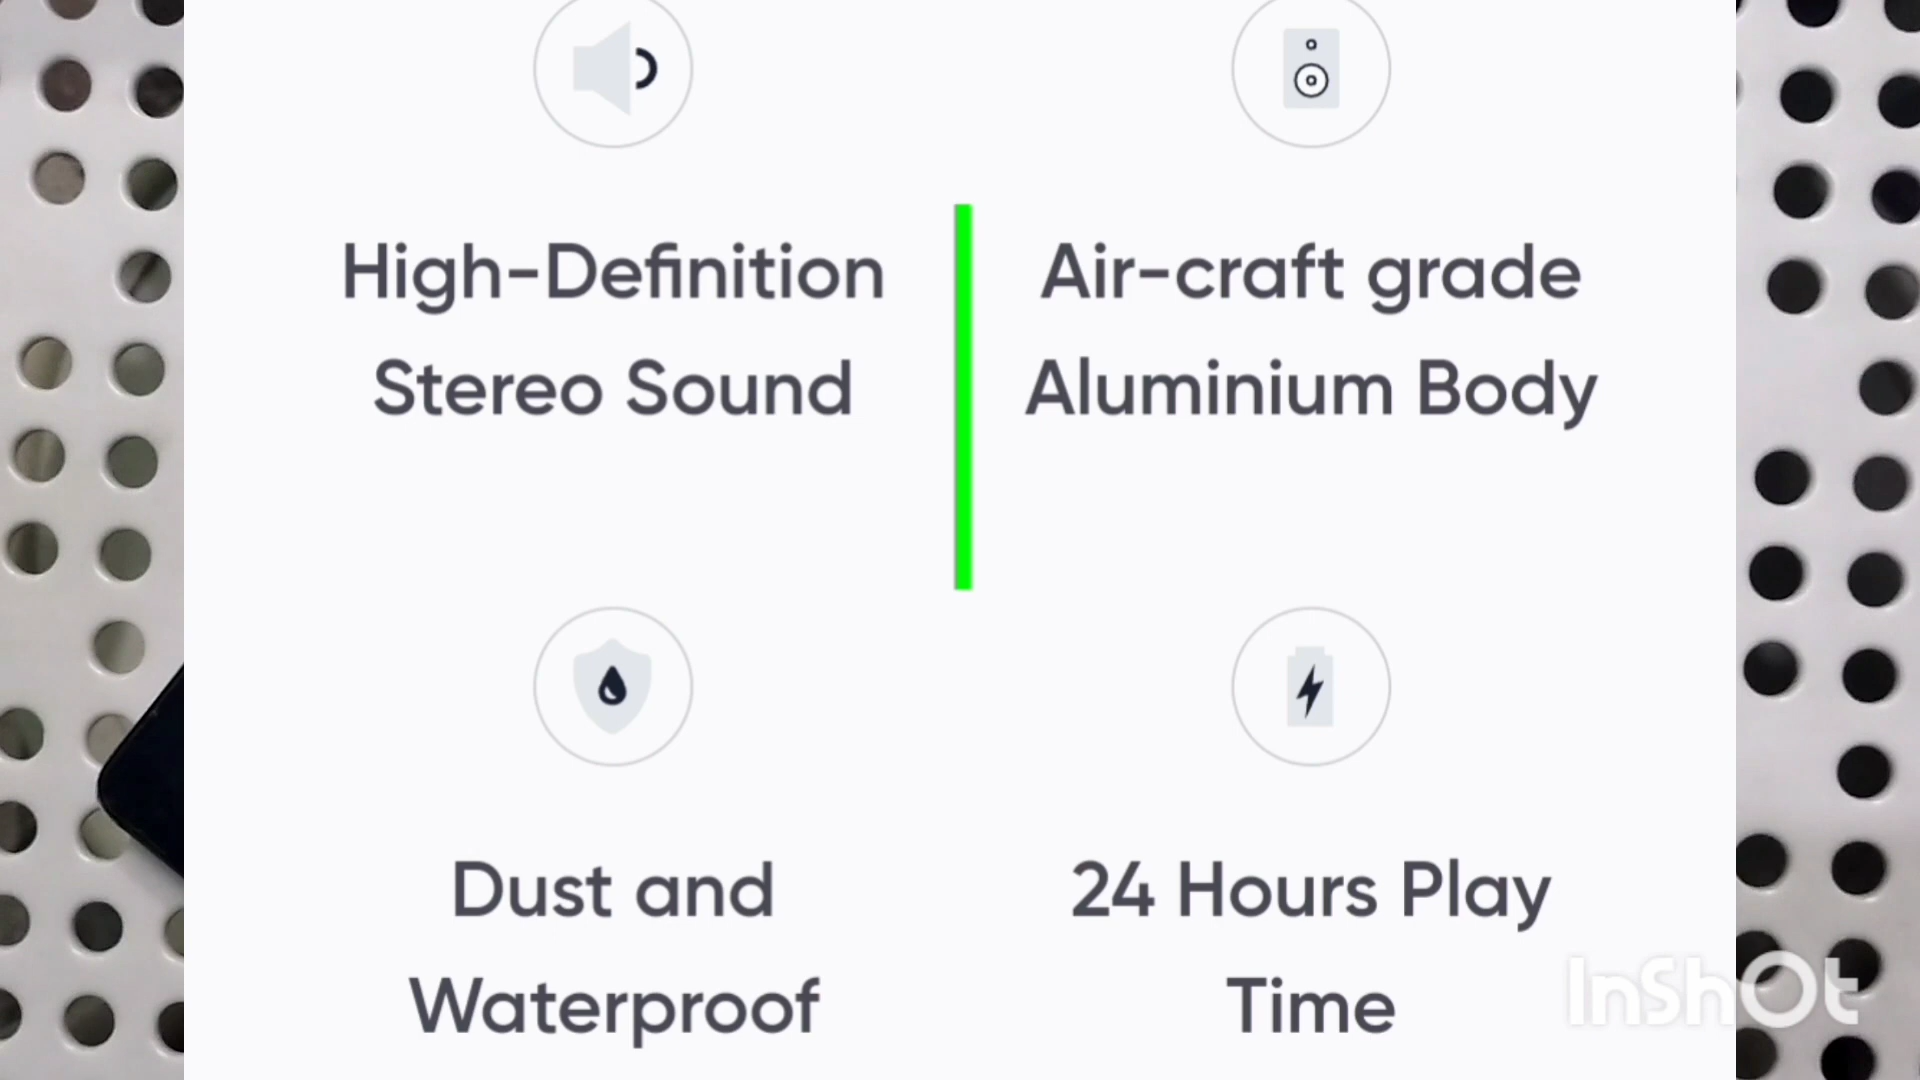 High-Definition
Stereo Sound
Air-craft grade
Aluminium Body
Dust and
Waterproof
24 Hours Play
Time
InShOt